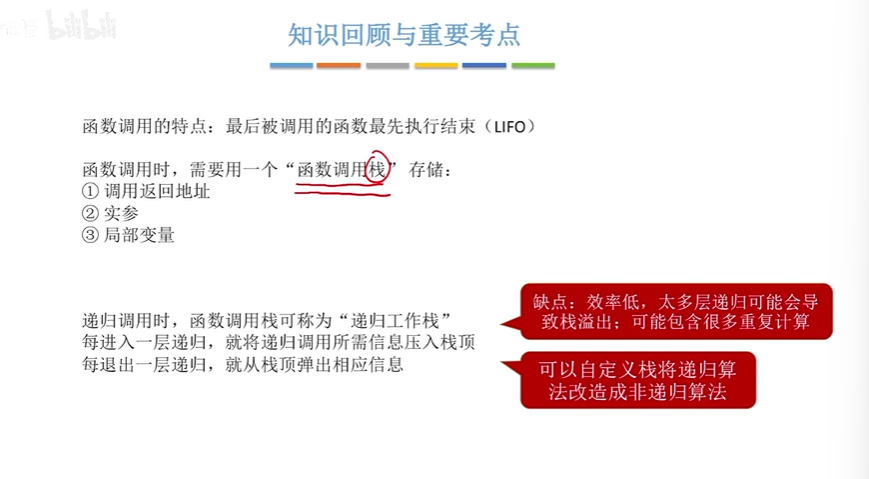 bilibili
知识回顾与重要考点
函数调用的特点：最后被调用的函数最先执行结束（LIFO）
函数调用时，需要用一个“函数调用栈” 存储：
① 调用返回地址
② 实参
③ 局部变量
缺点：效率低，太多层递归可能会导
致栈溢出；可能包含很多重复计算
递归调用时，函数调用栈可称为“递归工作栈”
每进入一层递归，就将递归调用所需信息压入栈顶
每退出一层递归，就从栈顶弹出相应信息
可以自定义栈将递归算
法改造成非递归算法